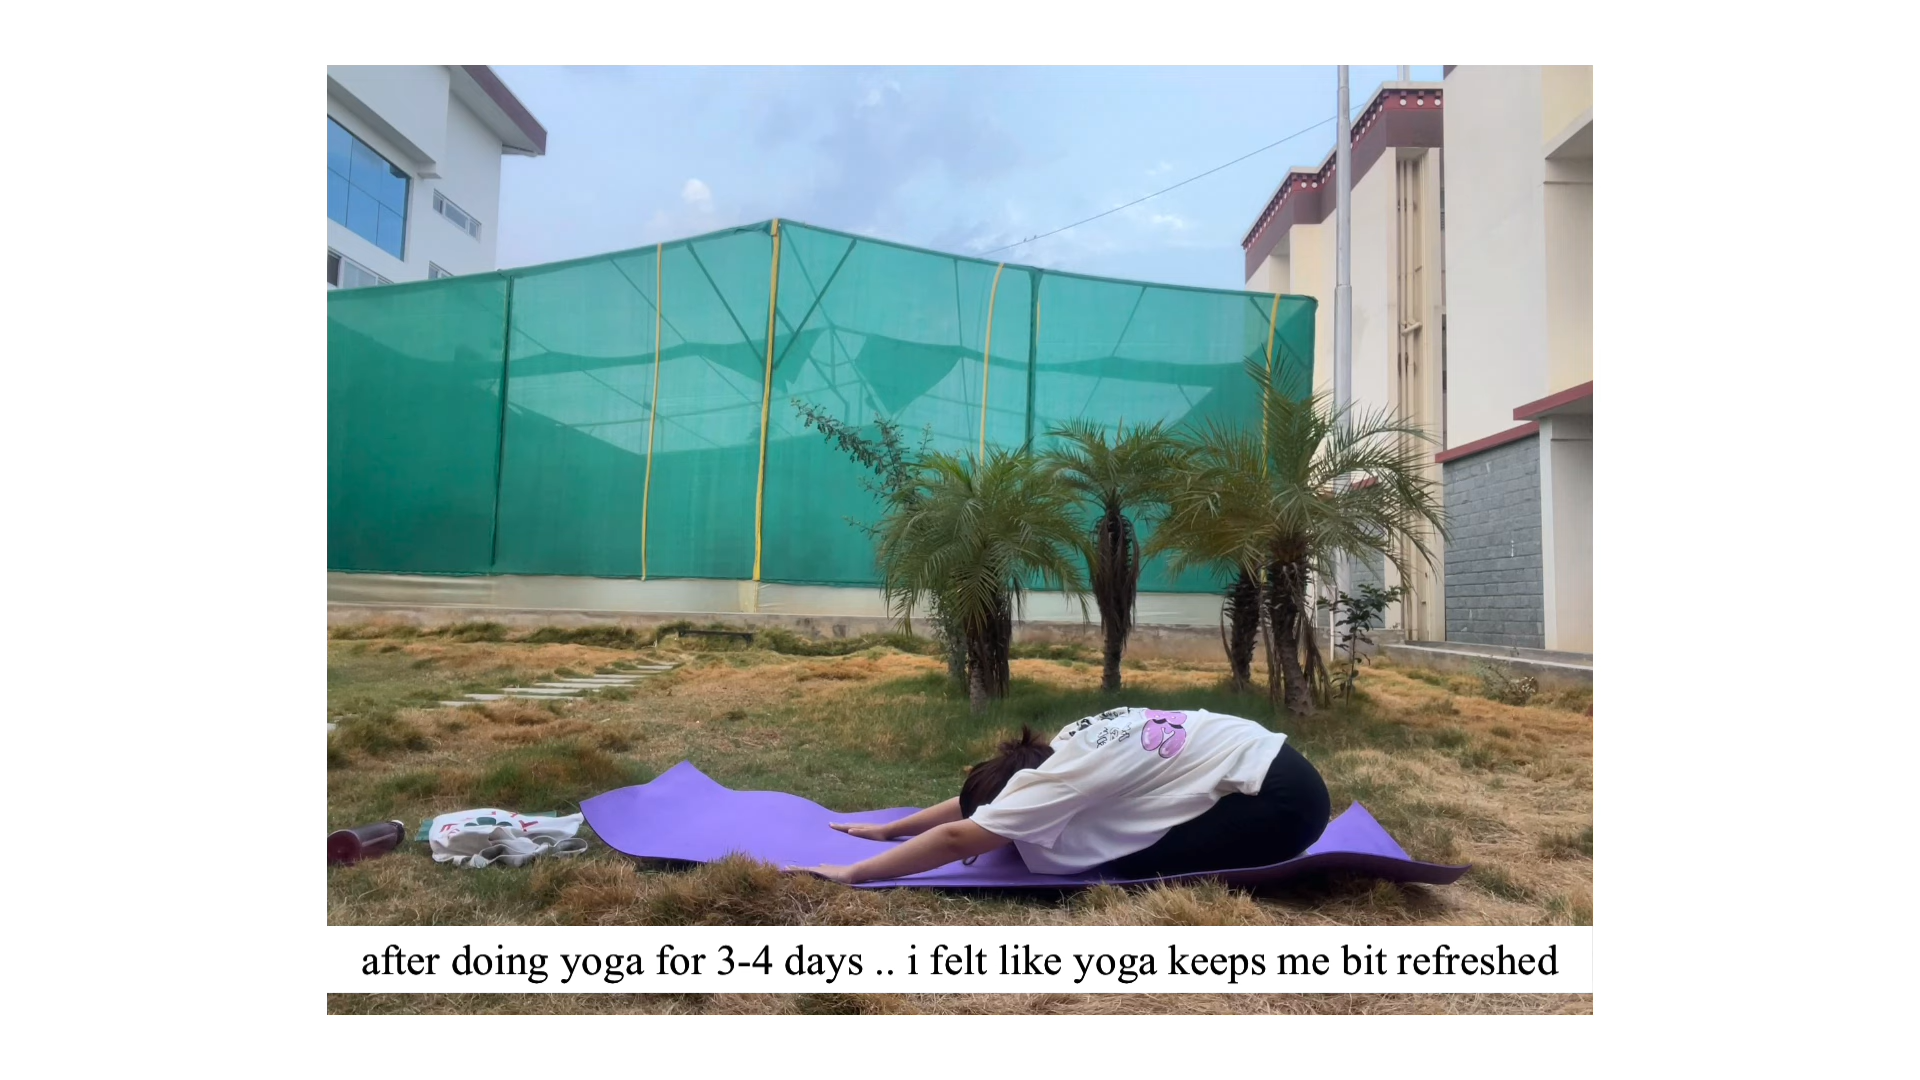 after doing yoga for 3-4 days .. i felt like yoga keeps me bit refreshed